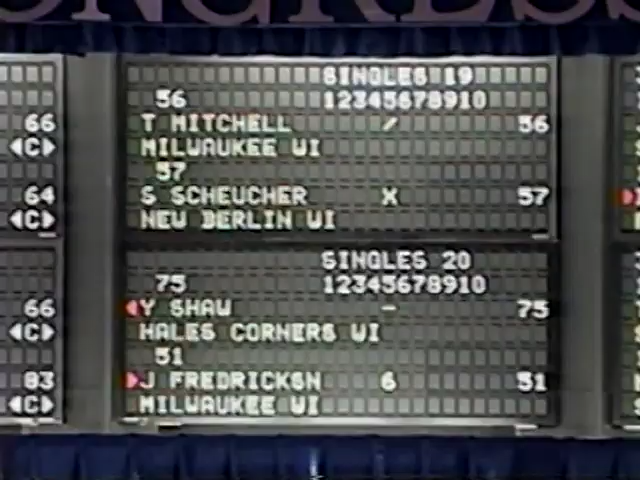 CONGRESS
SINGLES 19
56 12345678910
66 T MITCHELL / 56
◄C► MILWAUKEE WI
57
64 S SCHEUCHER X 57
◄C► NEW BERLIN WI
SINGLES 20
75 12345678910
66 Y SHAW - 75
◄C► HALES CORNERS WI
51
83 J FREDRICKSN 6 51
◄C► MILWAUKEE WI